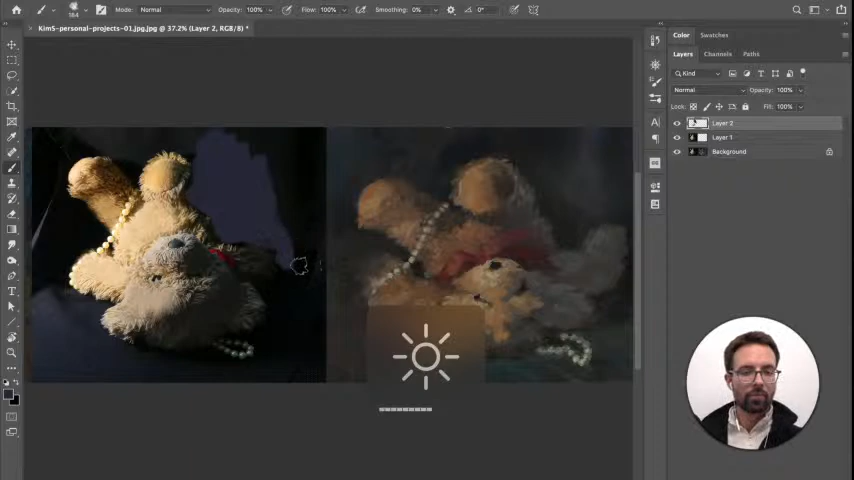 184 Mode: Normal Opacity: 100% Flow: 100% Smoothing: 0% 0°
KimS-personal-projects-01.jpg.jpg @ 37.2% (Layer 2, RGB/8) *
Color Swatches
Layers Channels Paths
Kind
Normal Opacity: 100%
Lock: Fill: 100%
Layer 2
Layer 1
Background